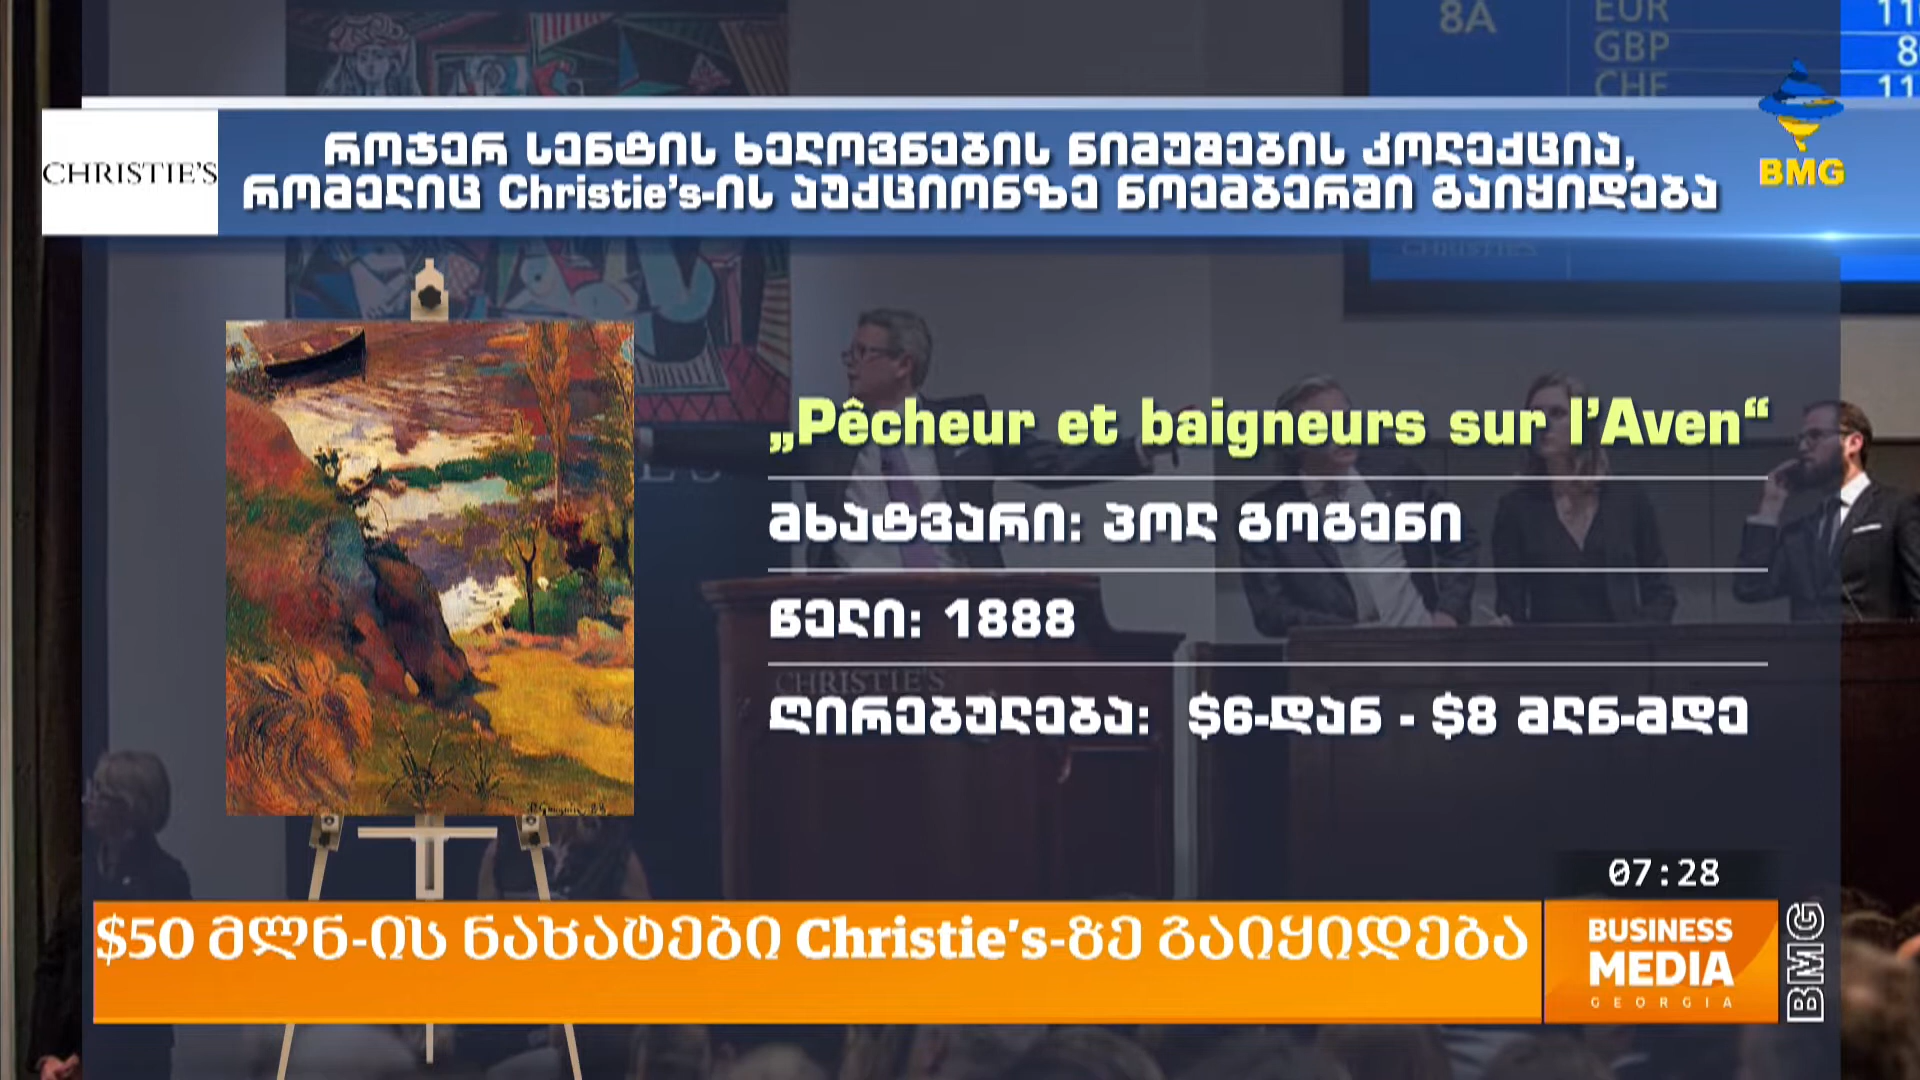 8A
EUR
GBP
CHF
CHRISTIE'S
როჯერ სენტის ხელოვნების ნიმუშების კოლექცია,
რომელიც Christie's-ის აუქციონზე ნოემბერში გაიყიდება
BMG
CHRISTIE'S
„Pêcheur et baigneurs sur l'Aven“
მხატვარი: პოლ გოგენი
წელი: 1888
CHRISTIE'S
ღირებულება: $6-დან - $8 მლნ-მდე
07:28
$50 მლნ-ის ნახატები Christie's-ზე გაიყიდება
BUSINESS
MEDIA
GEORGIA
BMG